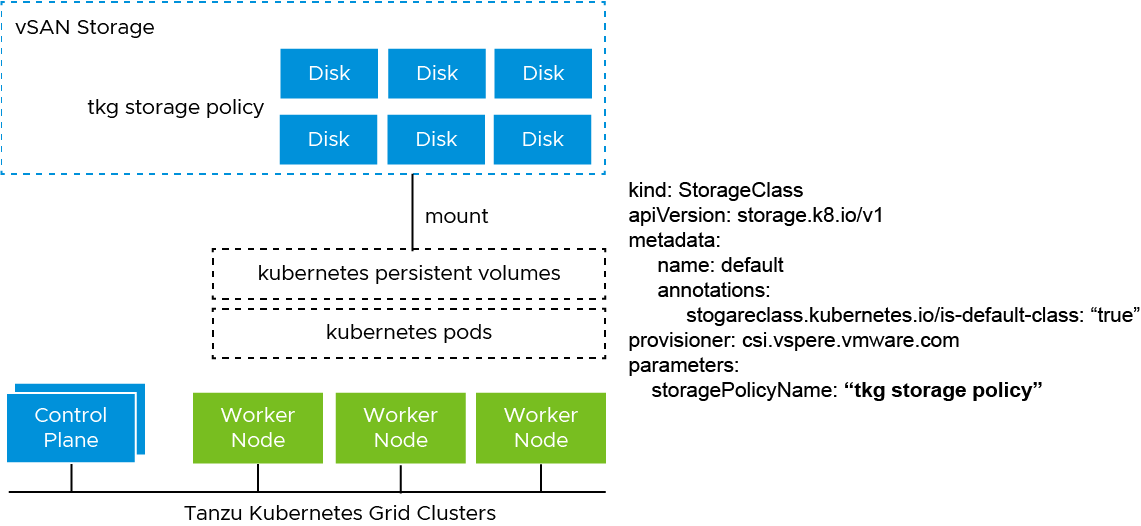 vSAN Storage
tkg storage policy
Disk Disk Disk
Disk Disk Disk
mount
kubernetes persistent volumes
kubernetes pods
Control
Plane
Worker
Node
Worker
Node
Worker
Node
Tanzu Kubernetes Grid Clusters
kind: StorageClass
apiVersion: storage.k8.io/v1
metadata:
name: default
annotations:
stogareclass.kubernetes.io/is-default-class: “true”
provisioner: csi.vspere.vmware.com
parameters:
storagePolicyName: “tkg storage policy”